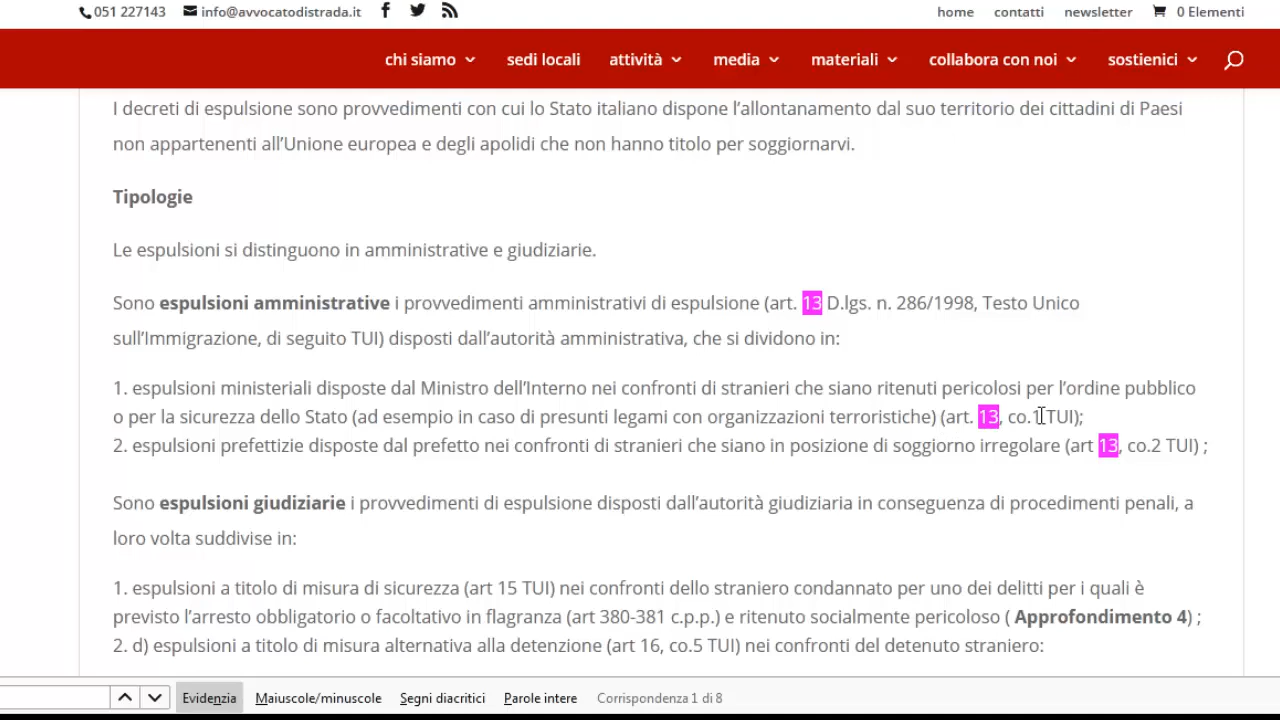 051 227143 info@avvocatodistrada.it home contatti newsletter 0 Elementi
chi siamo sedi locali attività media materiali collabora con noi sostienici
I decreti di espulsione sono provvedimenti con cui lo Stato italiano dispone l’allontanamento dal suo territorio dei cittadini di Paesi
non appartenenti all’Unione europea e degli apolidi che non hanno titolo per soggiornarvi.
Tipologie
Le espulsioni si distinguono in amministrative e giudiziarie.
Sono espulsioni amministrative i provvedimenti amministrativi di espulsione (art. 13 D.lgs. n. 286/1998, Testo Unico
sull’Immigrazione, di seguito TUI) disposti dall’autorità amministrativa, che si dividono in:
1. espulsioni ministeriali disposte dal Ministro dell’Interno nei confronti di stranieri che siano ritenuti pericolosi per l’ordine pubblico
o per la sicurezza dello Stato (ad esempio in caso di presunti legami con organizzazioni terroristiche) (art. 13, co.1 TUI);
2. espulsioni prefettizie disposte dal prefetto nei confronti di stranieri che siano in posizione di soggiorno irregolare (art 13, co.2 TUI) ;
Sono espulsioni giudiziarie i provvedimenti di espulsione disposti dall’autorità giudiziaria in conseguenza di procedimenti penali, a
loro volta suddivise in:
1. espulsioni a titolo di misura di sicurezza (art 15 TUI) nei confronti dello straniero condannato per uno dei delitti per i quali è
previsto l’arresto obbligatorio o facoltativo in flagranza (art 380-381 c.p.p.) e ritenuto socialmente pericoloso ( Approfondimento 4) ;
2. d) espulsioni a titolo di misura alternativa alla detenzione (art 16, co.5 TUI) nei confronti del detenuto straniero:
Evidenzia Maiuscole/minuscole Segni diacritici Parole intere Corrispondenza 1 di 8